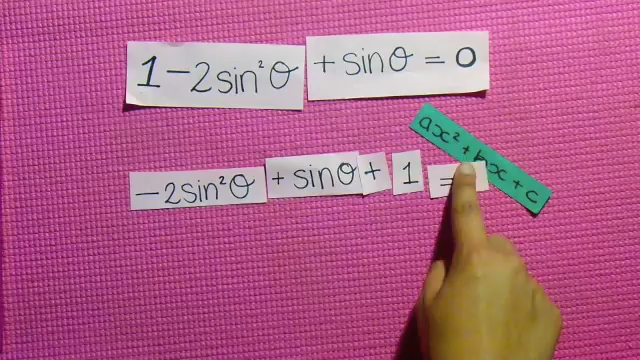 1 - 2sin²θ + sinθ = 0
ax² + bx + c
-2sin²θ + sinθ + 1 =